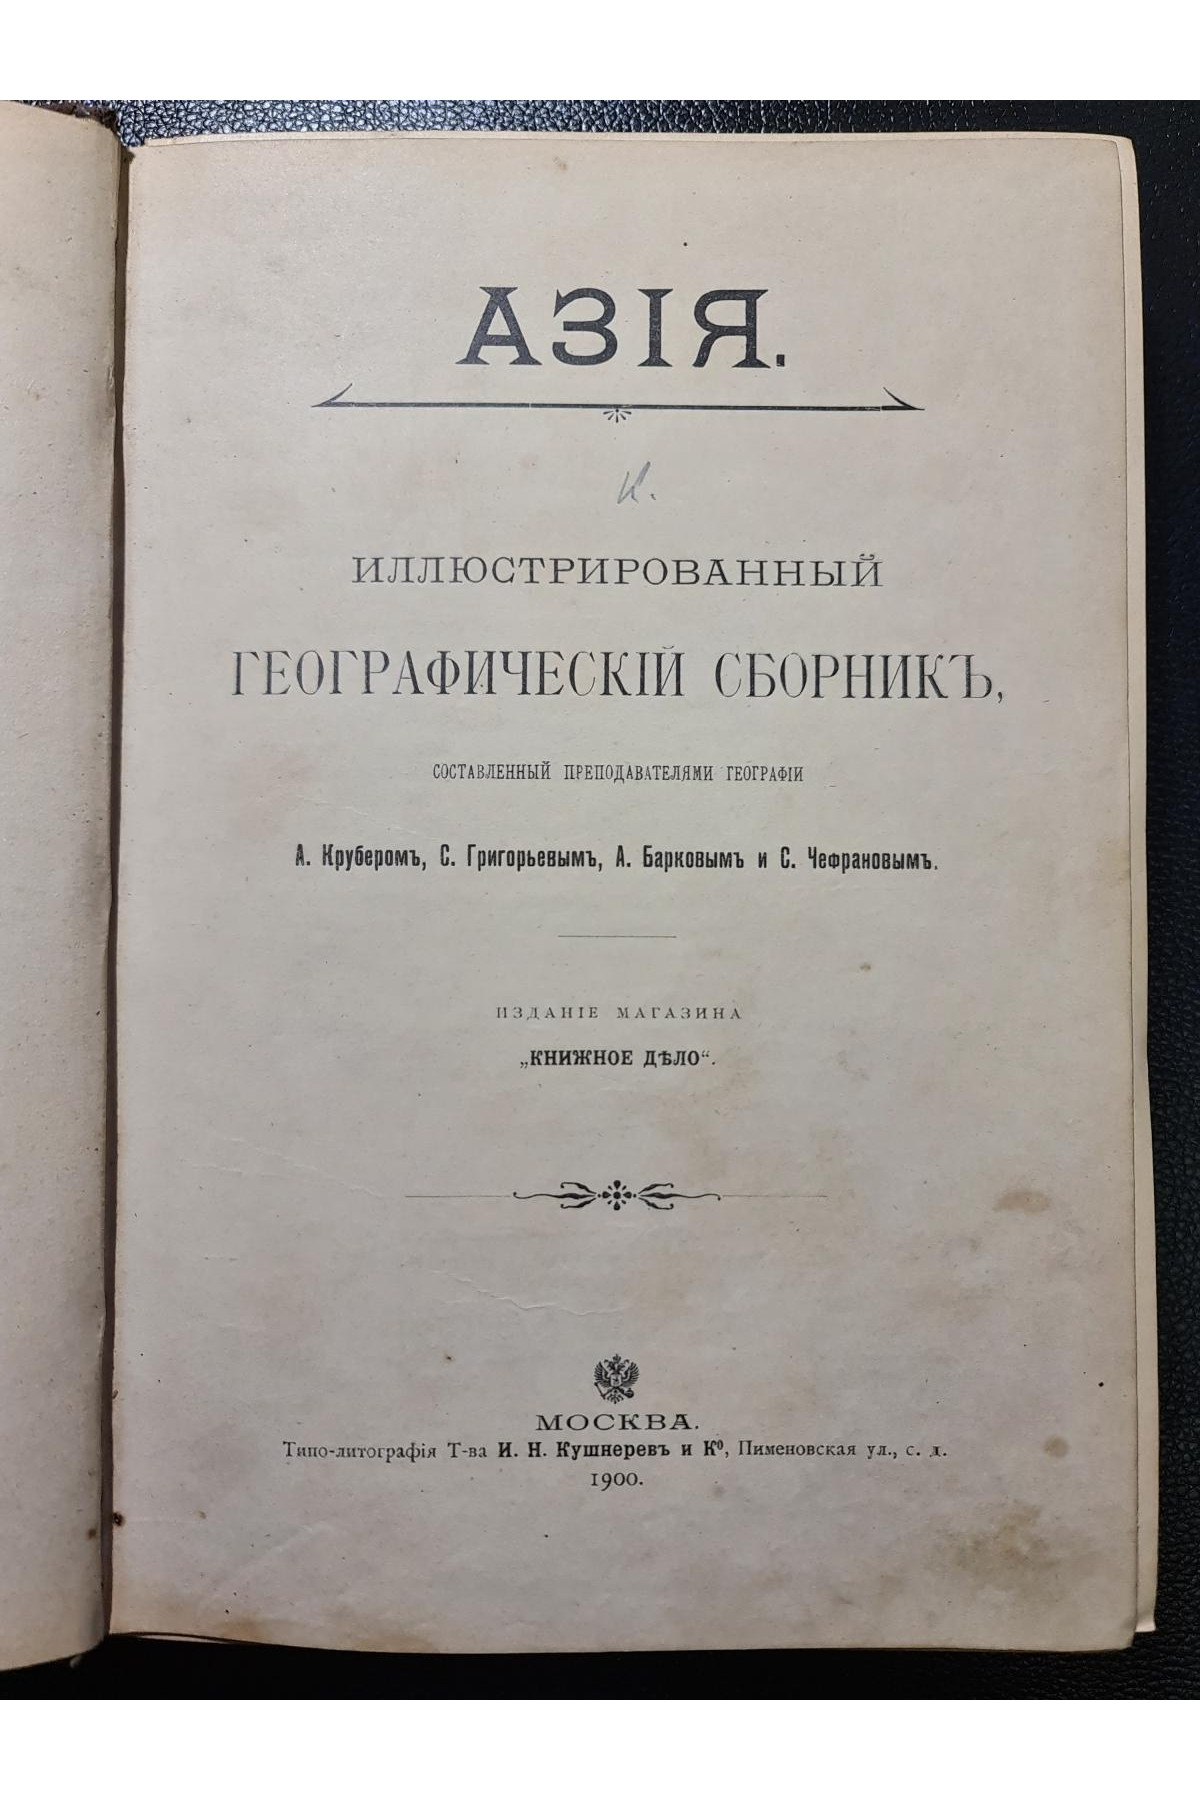 АЗІЯ.
И.
ИЛЛЮСТРИРОВАННЫЙ
ГЕОГРАФИЧЕСКІЙ СБОРНИКЪ,
СОСТАВЛЕННЫЙ ПРЕПОДАВАТЕЛЯМИ ГЕОГРАФІИ
А. Круберомъ, С. Григорьевымъ, А. Барковымъ и С. Чефрановымъ.
ИЗДАНІЕ МАГАЗИНА
„КНИЖНОЕ ДѢЛО“.
МОСКВА.
Типо-литографія Т-ва И. Н. Кушнеревъ и К⁰, Пименовская ул., с. д.
1900.